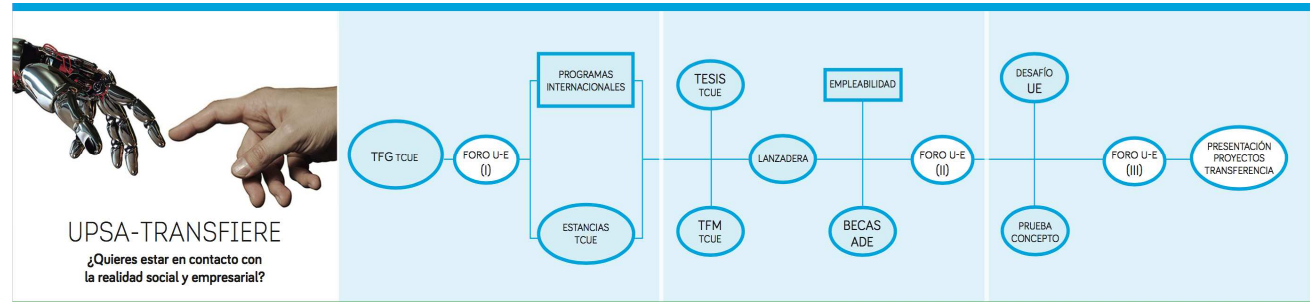 UPSA-TRANSFIERE
¿Quieres estar en contacto con
la realidad social y empresarial?
TFG TCUE
FORO U-E
(I)
PROGRAMAS
INTERNACIONALES
ESTANCIAS
TCUE
TESIS
TCUE
TFM
TCUE
LANZADERA
EMPLEABILIDAD
BECAS
ADE
FORO U-E
(II)
DESAFÍO
UE
PRUEBA
CONCEPTO
FORO U-E
(III)
PRESENTACIÓN
PROYECTOS
TRANSFERENCIA